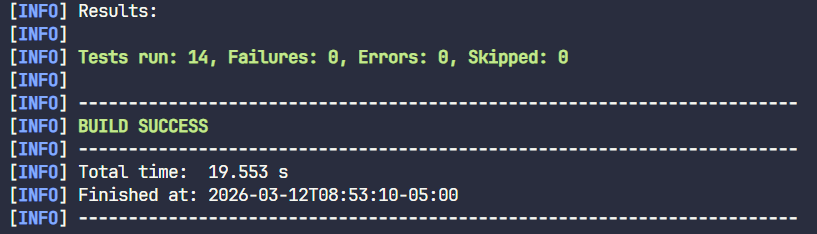 [INFO] Results:
[INFO]
[INFO] Tests run: 14, Failures: 0, Errors: 0, Skipped: 0
[INFO]
[INFO] ------------------------------------------------------------------------
[INFO] BUILD SUCCESS
[INFO] ------------------------------------------------------------------------
[INFO] Total time:  19.553 s
[INFO] Finished at: 2026-03-12T08:53:10-05:00
[INFO] ------------------------------------------------------------------------